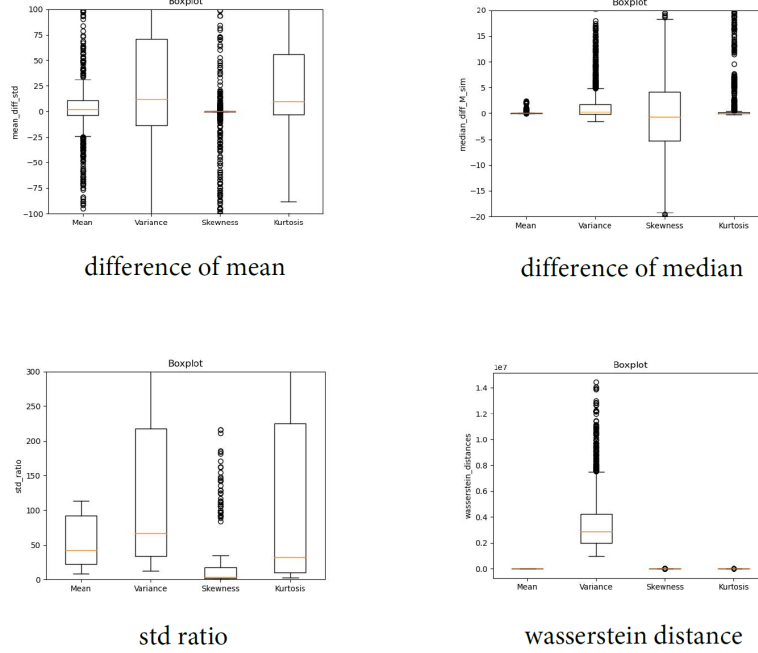 Boxplot
mean_diff_std
100
75
50
25
0
−25
−50
−75
−100
Mean Variance Skewness Kurtosis
difference of mean
Boxplot
median_diff_M_sim
20
15
10
5
0
−5
−10
−15
−20
Mean Variance Skewness Kurtosis
difference of median
Boxplot
std_ratio
300
250
200
150
100
50
0
Mean Variance Skewness Kurtosis
std ratio
1e7
Boxplot
wasserstein_distances
1.4
1.2
1.0
0.8
0.6
0.4
0.2
0.0
Mean Variance Skewness Kurtosis
wasserstein distance